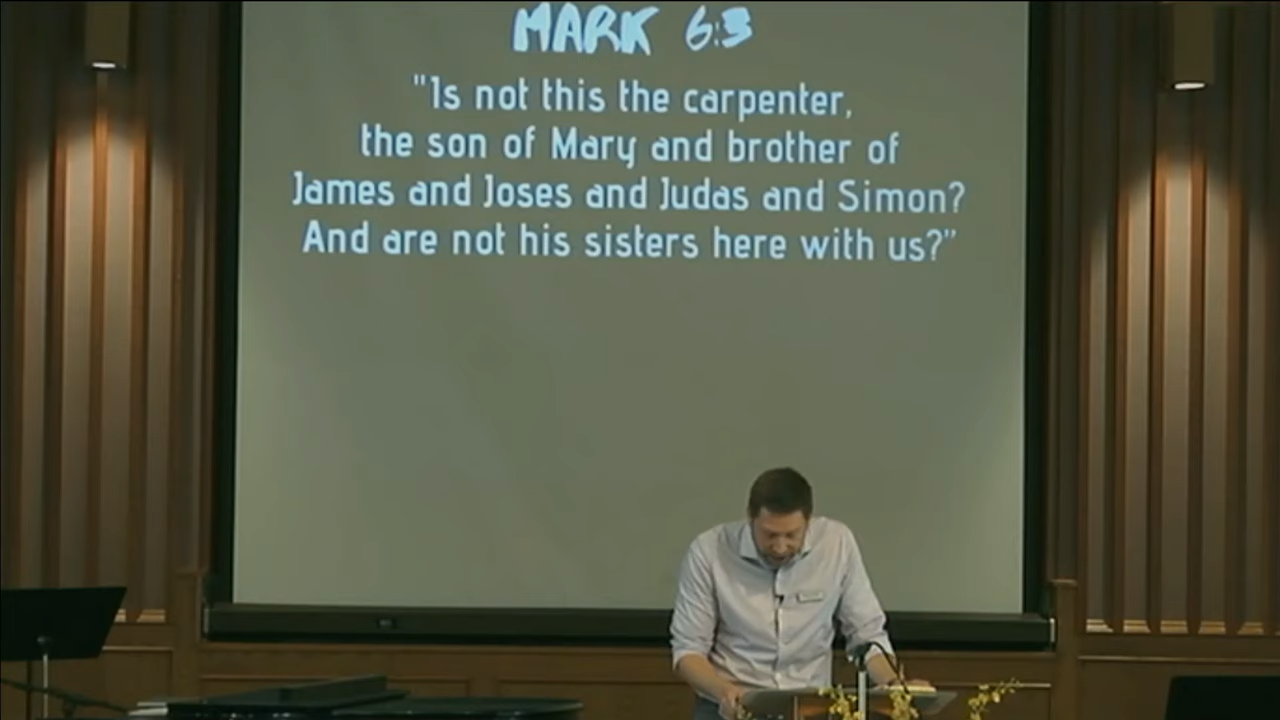 MARK 6:3
"Is not this the carpenter,
the son of Mary and brother of
James and Joses and Judas and Simon?
And are not his sisters here with us?"